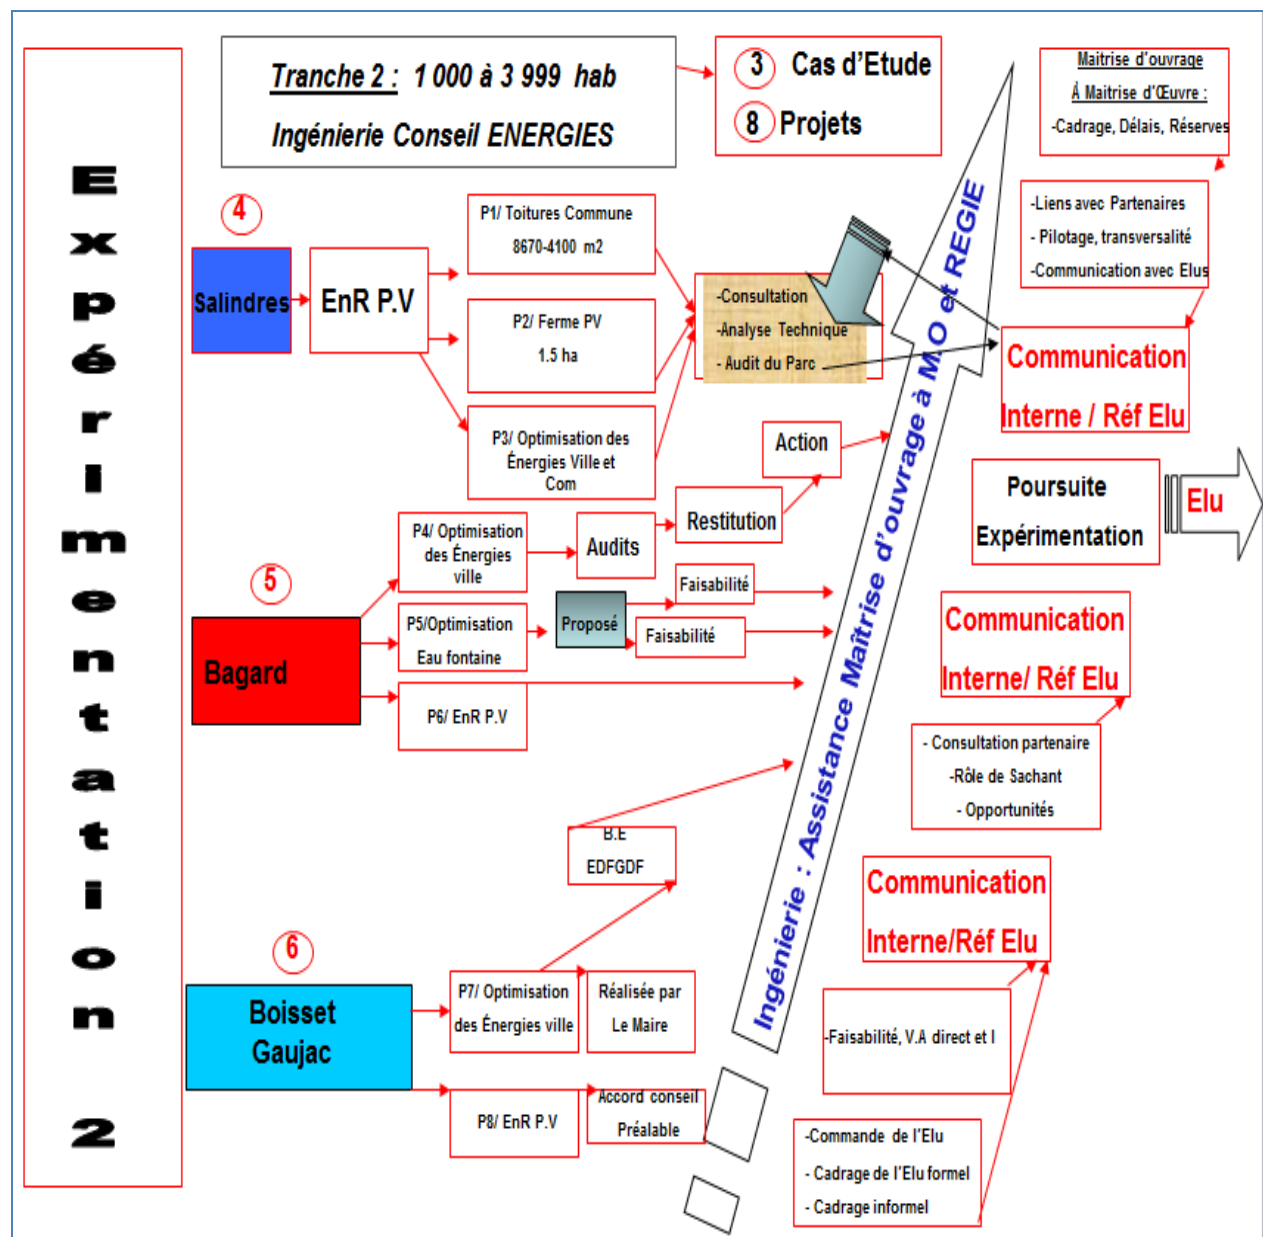 Expérimentation 2
Tranche 2 : 1 000 à 3 999 hab
Ingénierie Conseil ENERGIES
3 Cas d'Etude
8 Projets
Maitrise d'ouvrage
À Maitrise d'Œuvre :
-Cadrage, Délais, Réserves
-Liens avec Partenaires
- Pilotage, transversalité
-Communication avec Elus
4
Salindres
EnR P.V
P1/ Toitures Commune
8670-4100 m2
P2/ Ferme PV
1.5 ha
P3/ Optimisation des
Énergies Ville et
Com
-Consultation
-Analyse Technique
- Audit du Parc
Communication
Interne / Réf Elu
Ingénierie : Assistance Maîtrise d'ouvrage à M.O et REGIE
Poursuite
Expérimentation
Elu
5
Bagard
P4/ Optimisation
des Énergies
ville
Audits
Restitution
Action
P5/Optimisation
Eau fontaine
Proposé
Faisabilité
Faisabilité
P6/ EnR P.V
Communication
Interne/ Réf Elu
- Consultation partenaire
-Rôle de Sachant
- Opportunités
B.E
EDFGDF
6
Boisset
Gaujac
P7/ Optimisation
des Énergies ville
Réalisée par
Le Maire
P8/ EnR P.V
Accord conseil
Préalable
Communication
Interne/Réf Elu
-Faisabilité, V.A direct et I
-Commande de l'Elu
- Cadrage de l'Elu formel
- Cadrage informel